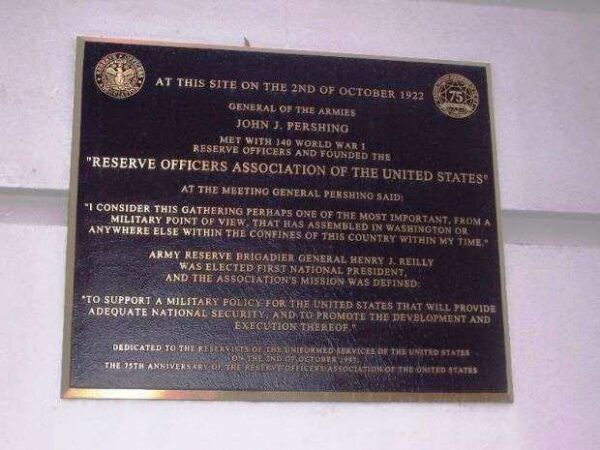 AT THIS SITE ON THE 2ND OF OCTOBER 1922
GENERAL OF THE ARMIES
JOHN J. PERSHING
MET WITH 140 WORLD WAR I
RESERVE OFFICERS AND FOUNDED THE
"RESERVE OFFICERS ASSOCIATION OF THE UNITED STATES"
AT THE MEETING GENERAL PERSHING SAID:
"I CONSIDER THIS GATHERING PERHAPS ONE OF THE MOST IMPORTANT, FROM A
MILITARY POINT OF VIEW, THAT HAS ASSEMBLED IN WASHINGTON OR
ANYWHERE ELSE WITHIN THE CONFINES OF THIS COUNTRY WITHIN MY TIME."
ARMY RESERVE BRIGADIER GENERAL HENRY J. REILLY
WAS ELECTED FIRST NATIONAL PRESIDENT,
AND THE ASSOCIATION'S MISSION WAS DEFINED:
"TO SUPPORT A MILITARY POLICY FOR THE UNITED STATES THAT WILL PROVIDE
ADEQUATE NATIONAL SECURITY, AND TO PROMOTE THE DEVELOPMENT AND
EXECUTION THEREOF."
DEDICATED TO THE RESERVISTS OF THE UNIFORMED SERVICES OF THE UNITED STATES
ON THE 2ND OF OCTOBER 1997,
THE 75TH ANNIVERSARY OF THE RESERVE OFFICERS ASSOCIATION OF THE UNITED STATES
75